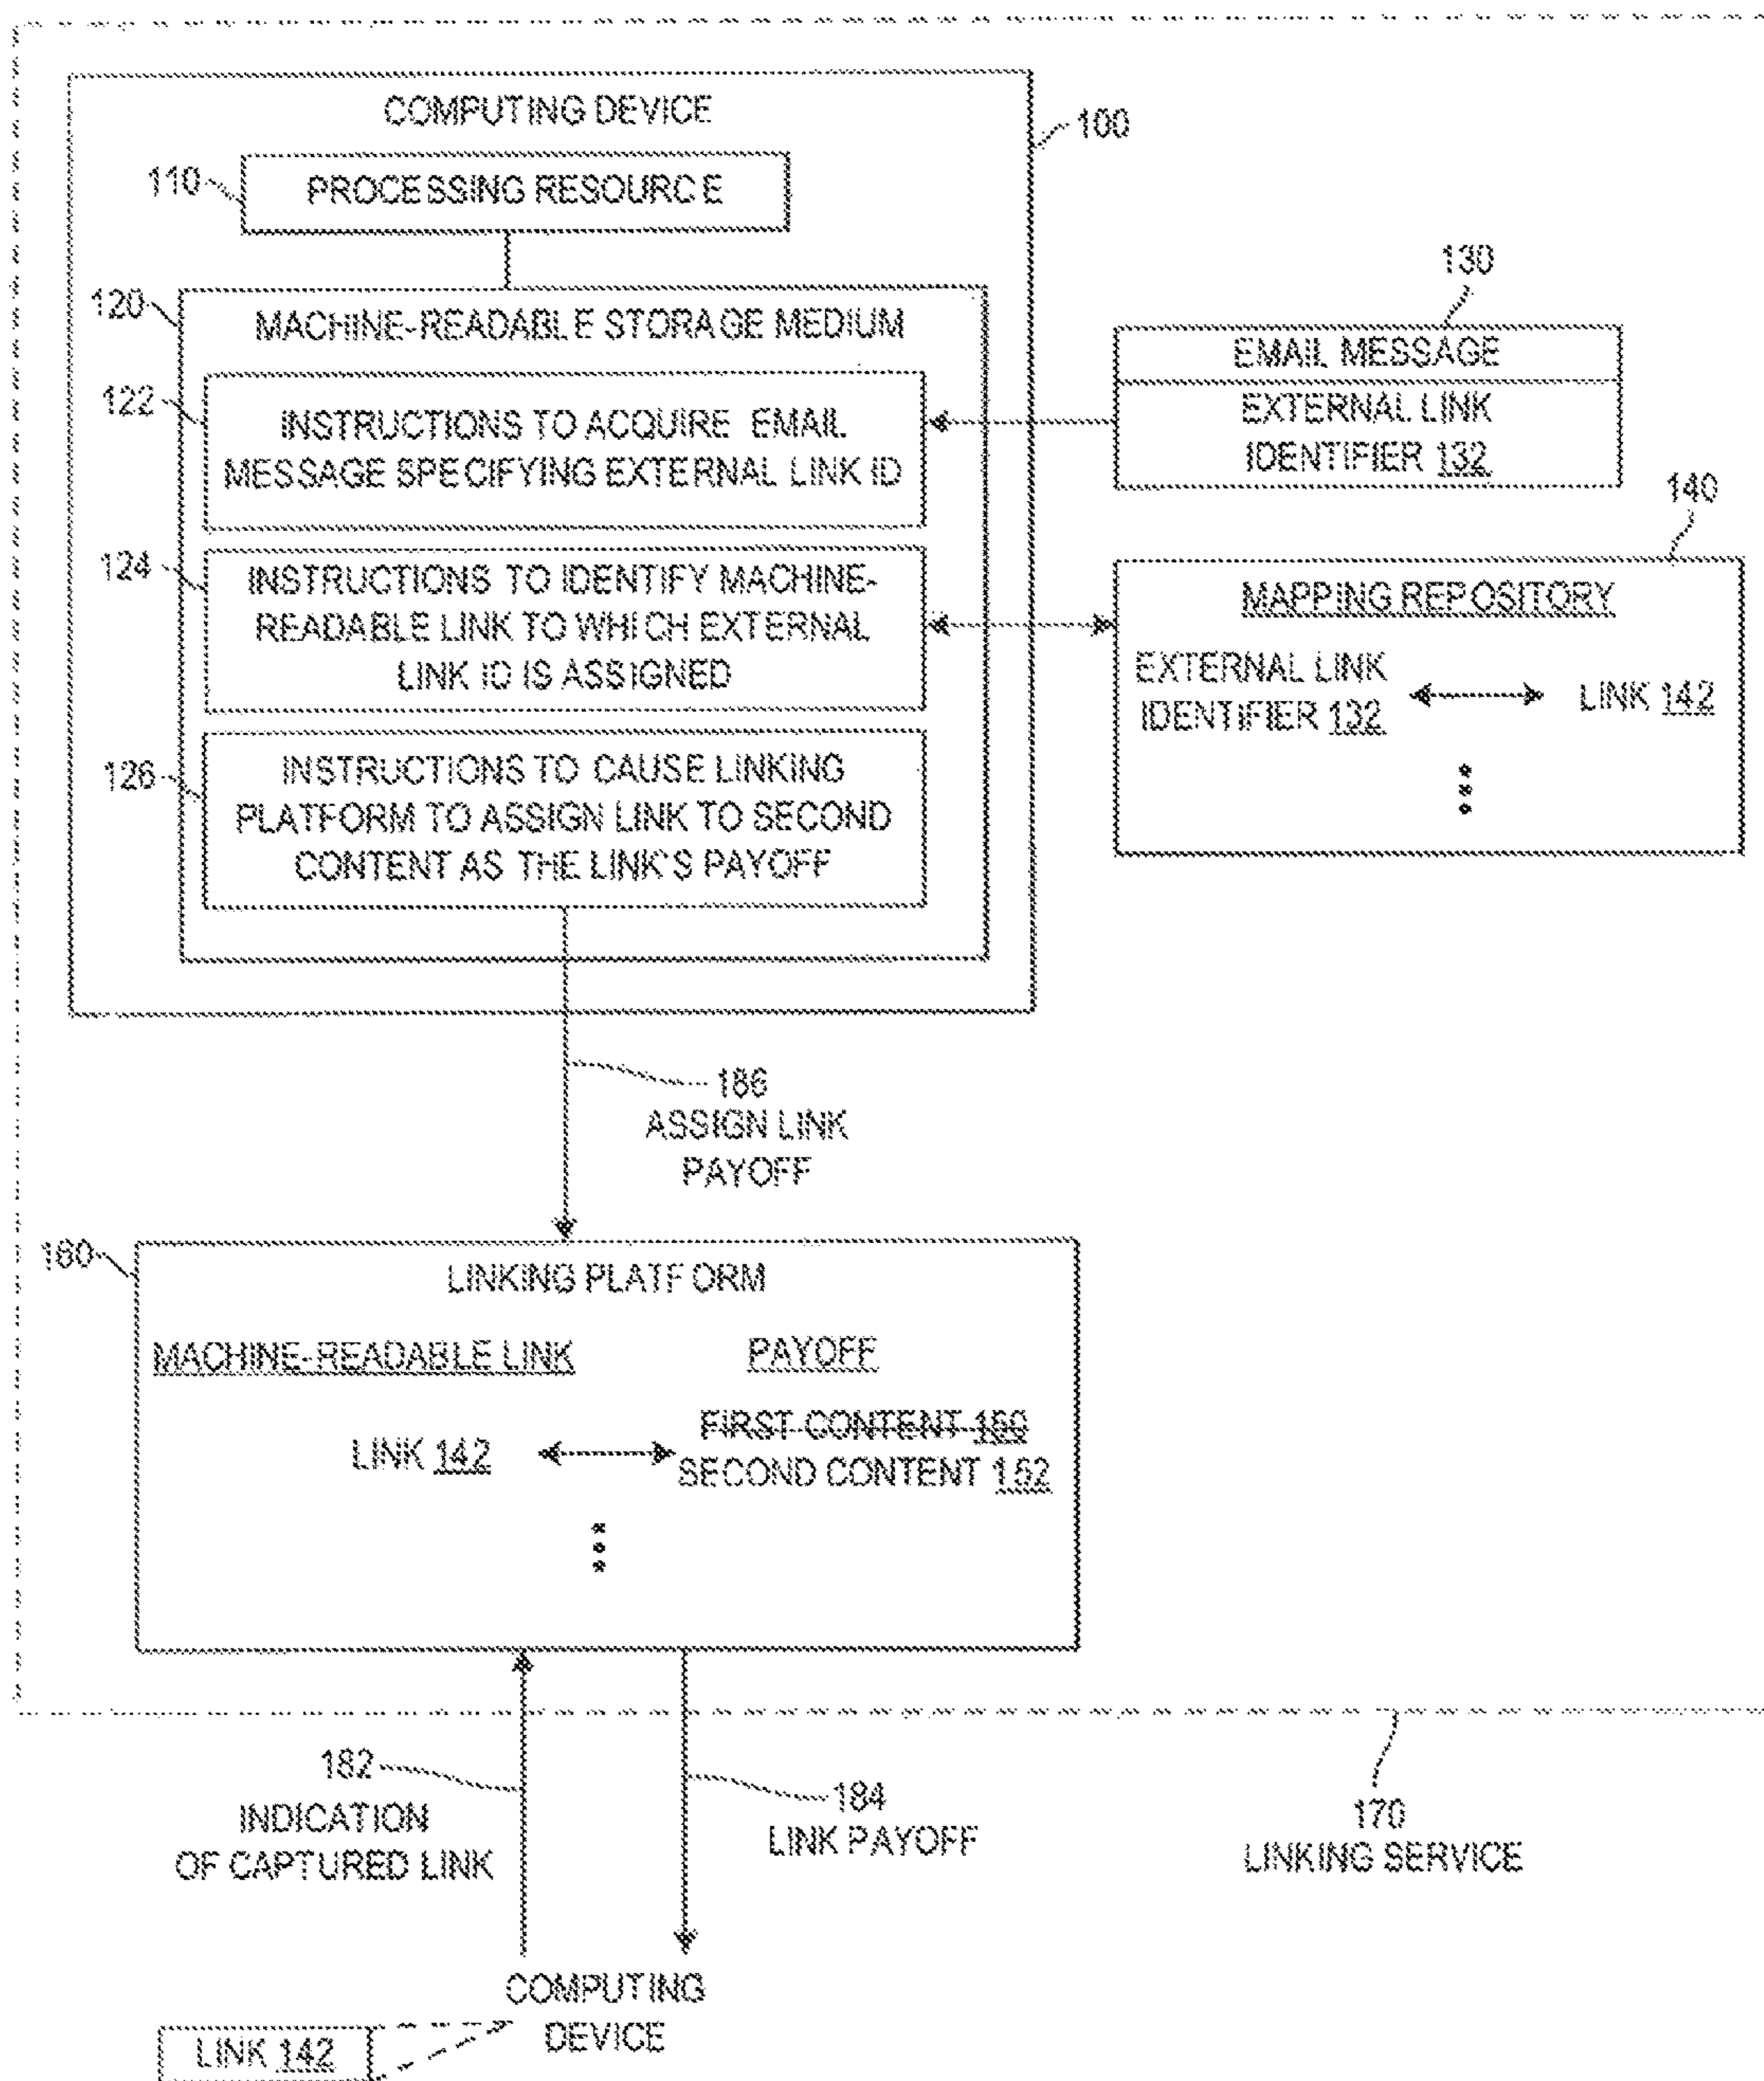 COMPUTING DEVICE
100
110
PROCESSING RESOURCE
120
MACHINE-READABLE STORAGE MEDIUM
122
INSTRUCTIONS TO ACQUIRE EMAIL
MESSAGE SPECIFYING EXTERNAL LINK ID
124
INSTRUCTIONS TO IDENTIFY MACHINE-
READABLE LINK TO WHICH EXTERNAL
LINK ID IS ASSIGNED
126
INSTRUCTIONS TO CAUSE LINKING
PLATFORM TO ASSIGN LINK TO SECOND
CONTENT AS THE LINK'S PAYOFF
130
EMAIL MESSAGE
EXTERNAL LINK
IDENTIFIER 132
140
MAPPING REPOSITORY
EXTERNAL LINK
IDENTIFIER 132
LINK 142
186
ASSIGN LINK
PAYOFF
160
LINKING PLATFORM
MACHINE-READABLE LINK
PAYOFF
LINK 142
FIRST CONTENT
SECOND CONTENT 152
182
INDICATION
OF CAPTURED LINK
184
LINK PAYOFF
170
LINKING SERVICE
COMPUTING
DEVICE
LINK 142